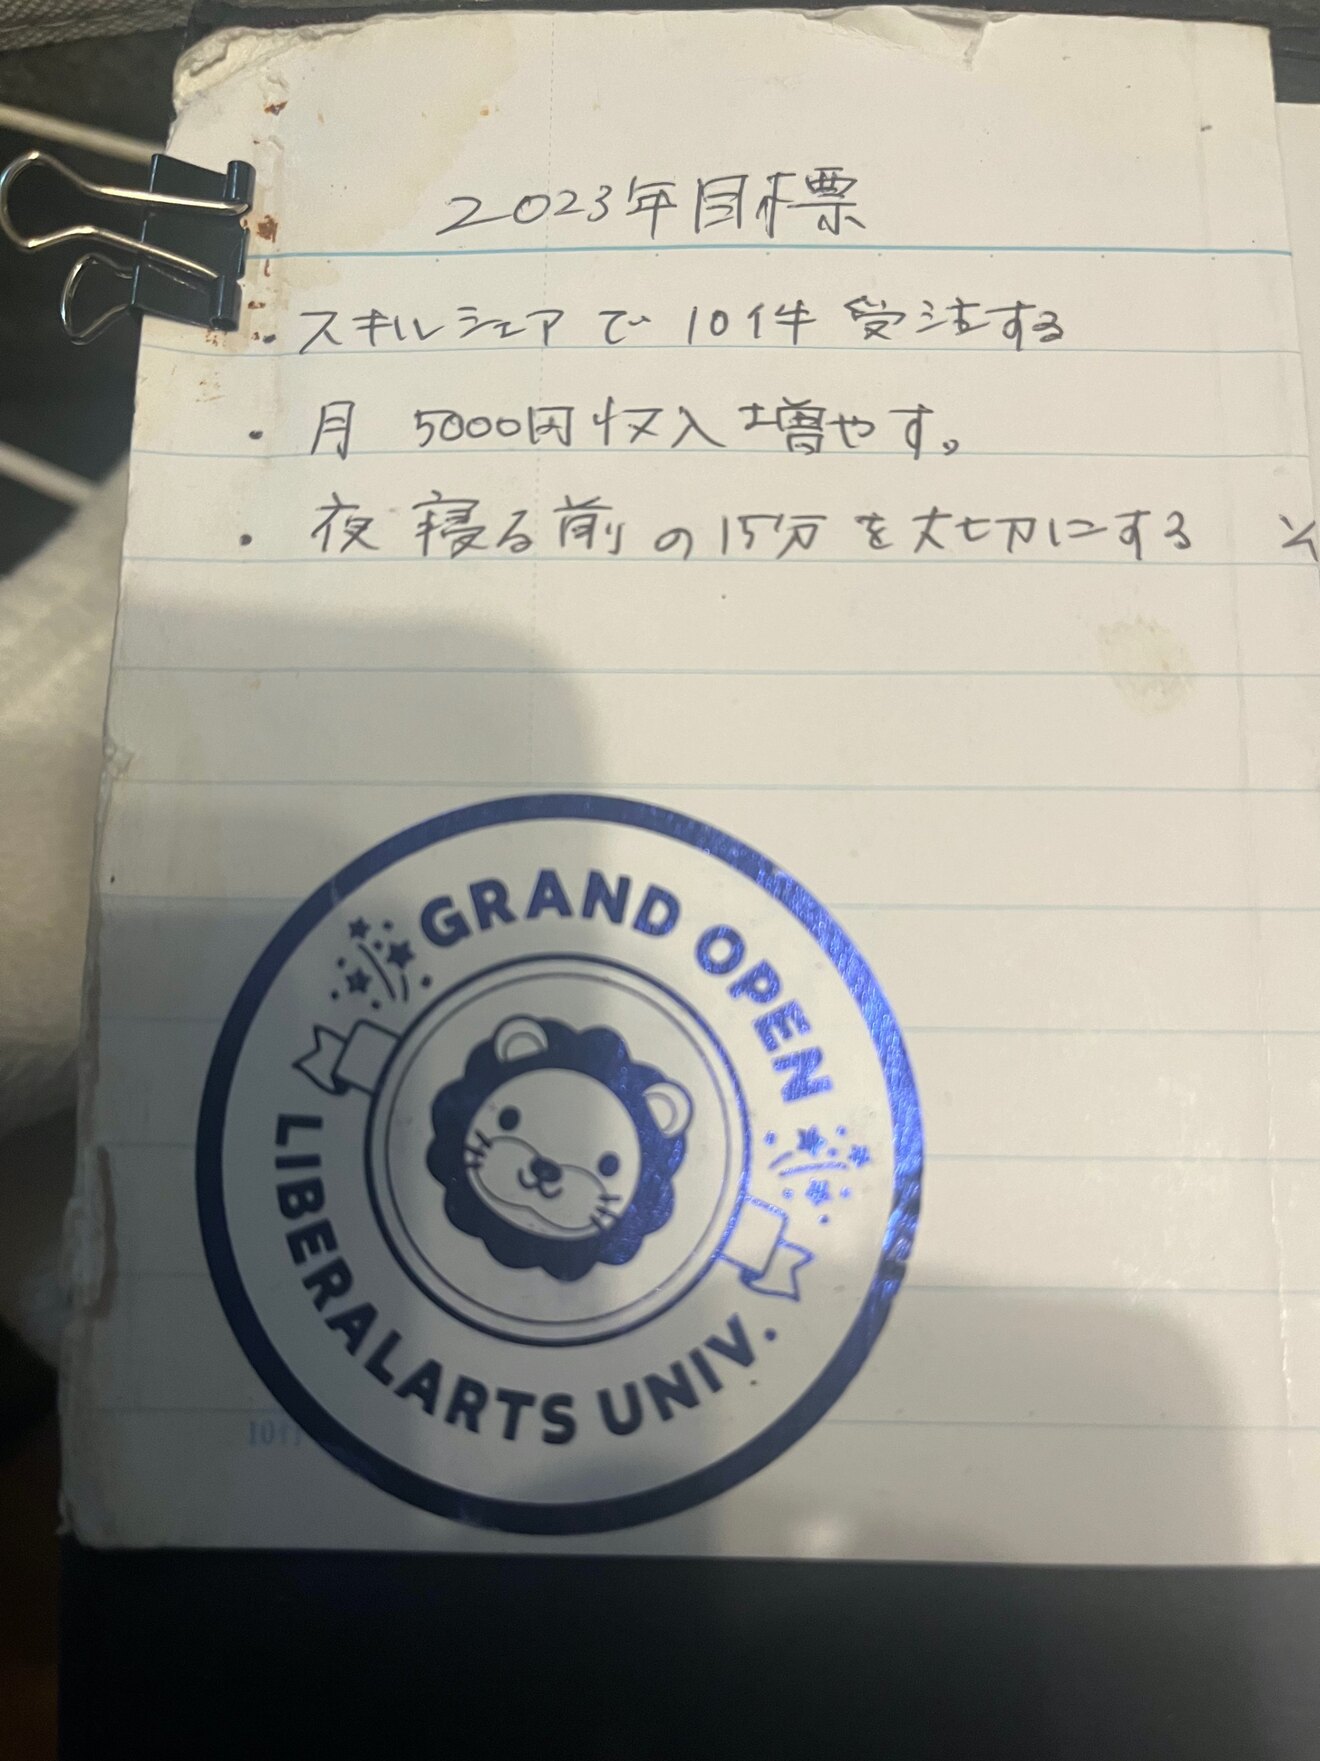 2023年目標
・スキルシェアで10件受注する
・月 5000円収入増やす。
・夜寝る前の15分を大切にする
GRAND OPEN
LIBERALARTS UNIV.